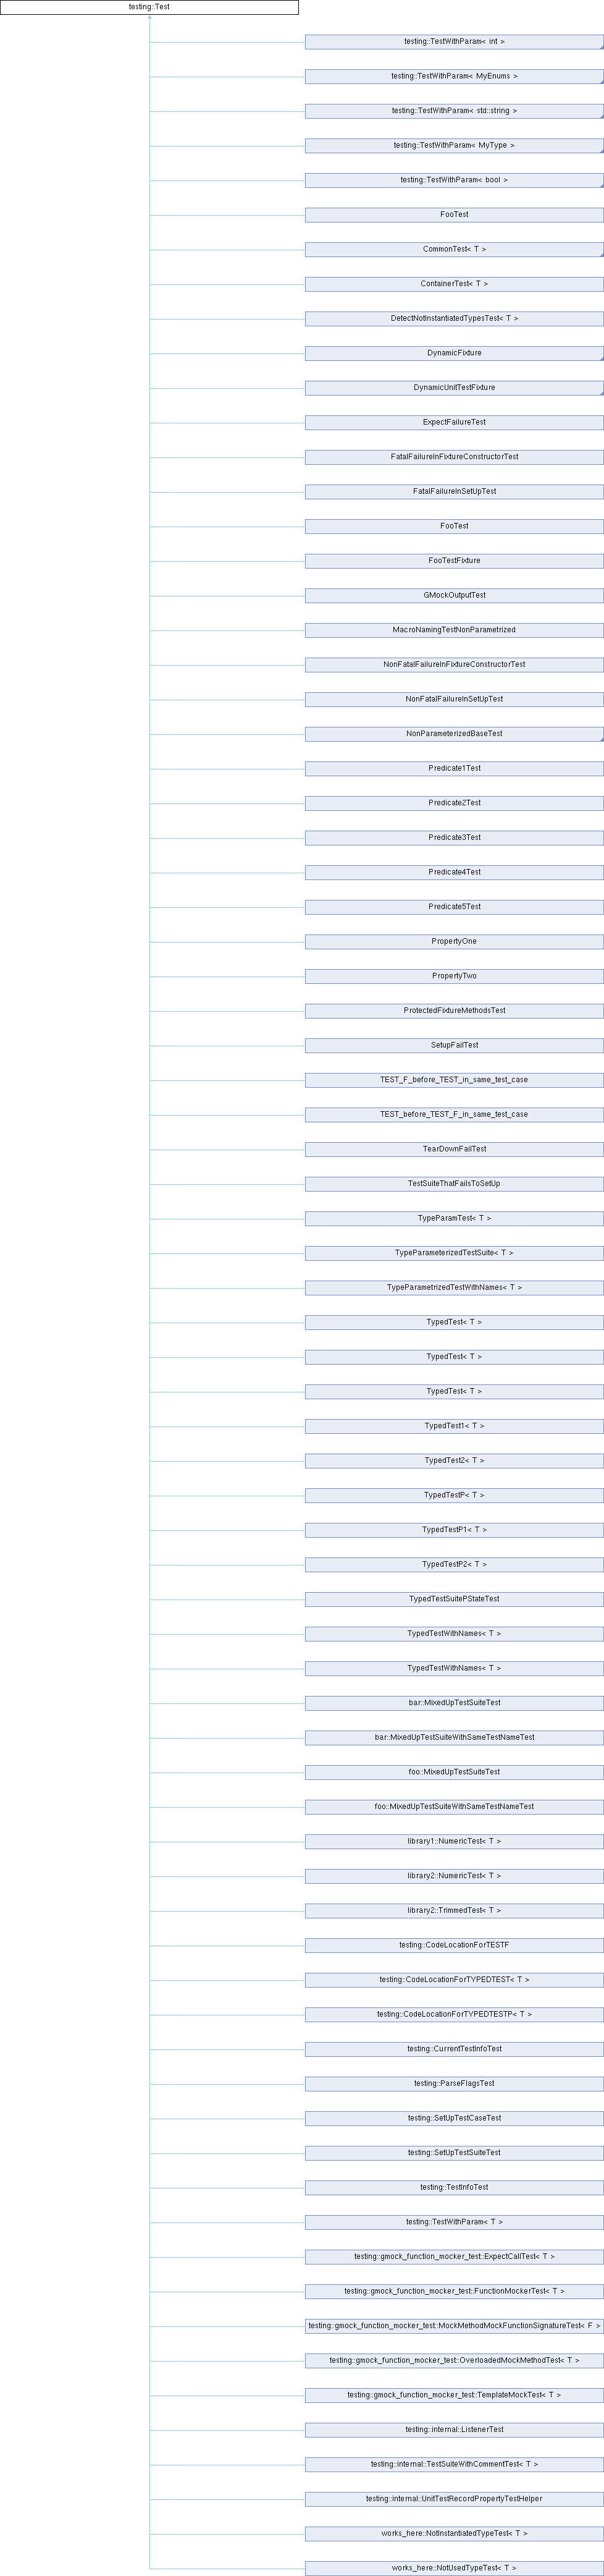 testing::Test
testing::TestWithParam< int >
testing::TestWithParam< MyEnums >
testing::TestWithParam< std::string >
testing::TestWithParam< MyType >
testing::TestWithParam< bool >
FooTest
CommonTest< T >
ContainerTest< T >
DetectNotInstantiatedTypesTest< T >
DynamicFixture
DynamicUnitTestFixture
ExpectFailureTest
FatalFailureInFixtureConstructorTest
FatalFailureInSetUpTest
FooTest
FooTestFixture
GMockOutputTest
MacroNamingTestNonParametrized
NonFatalFailureInFixtureConstructorTest
NonFatalFailureInSetUpTest
NonParameterizedBaseTest
Predicate1Test
Predicate2Test
Predicate3Test
Predicate4Test
Predicate5Test
PropertyOne
PropertyTwo
ProtectedFixtureMethodsTest
SetupFailTest
TEST_F_before_TEST_in_same_test_case
TEST_before_TEST_F_in_same_test_case
TearDownFailTest
TestSuiteThatFailsToSetUp
TypeParamTest< T >
TypeParameterizedTestSuite< T >
TypeParametrizedTestWithNames< T >
TypedTest< T >
TypedTest< T >
TypedTest< T >
TypedTest1< T >
TypedTest2< T >
TypedTestP< T >
TypedTestP1< T >
TypedTestP2< T >
TypedTestSuitePStateTest
TypedTestWithNames< T >
TypedTestWithNames< T >
bar::MixedUpTestSuiteTest
bar::MixedUpTestSuiteWithSameTestNameTest
foo::MixedUpTestSuiteTest
foo::MixedUpTestSuiteWithSameTestNameTest
library1::NumericTest< T >
library2::NumericTest< T >
library2::TrimmedTest< T >
testing::CodeLocationForTESTF
testing::CodeLocationForTYPEDTEST< T >
testing::CodeLocationForTYPEDTESTP< T >
testing::CurrentTestInfoTest
testing::ParseFlagsTest
testing::SetUpTestCaseTest
testing::SetUpTestSuiteTest
testing::TestInfoTest
testing::TestWithParam< T >
testing::gmock_function_mocker_test::ExpectCallTest< T >
testing::gmock_function_mocker_test::FunctionMockerTest< T >
testing::gmock_function_mocker_test::MockMethodMockFunctionSignatureTest< F >
testing::gmock_function_mocker_test::OverloadedMockMethodTest< T >
testing::gmock_function_mocker_test::TemplateMockTest< T >
testing::internal::ListenerTest
testing::internal::TestSuiteWithCommentTest< T >
testing::internal::UnitTestRecordPropertyTestHelper
works_here::NotInstantiatedTypeTest< T >
works_here::NotUsedTypeTest< T >